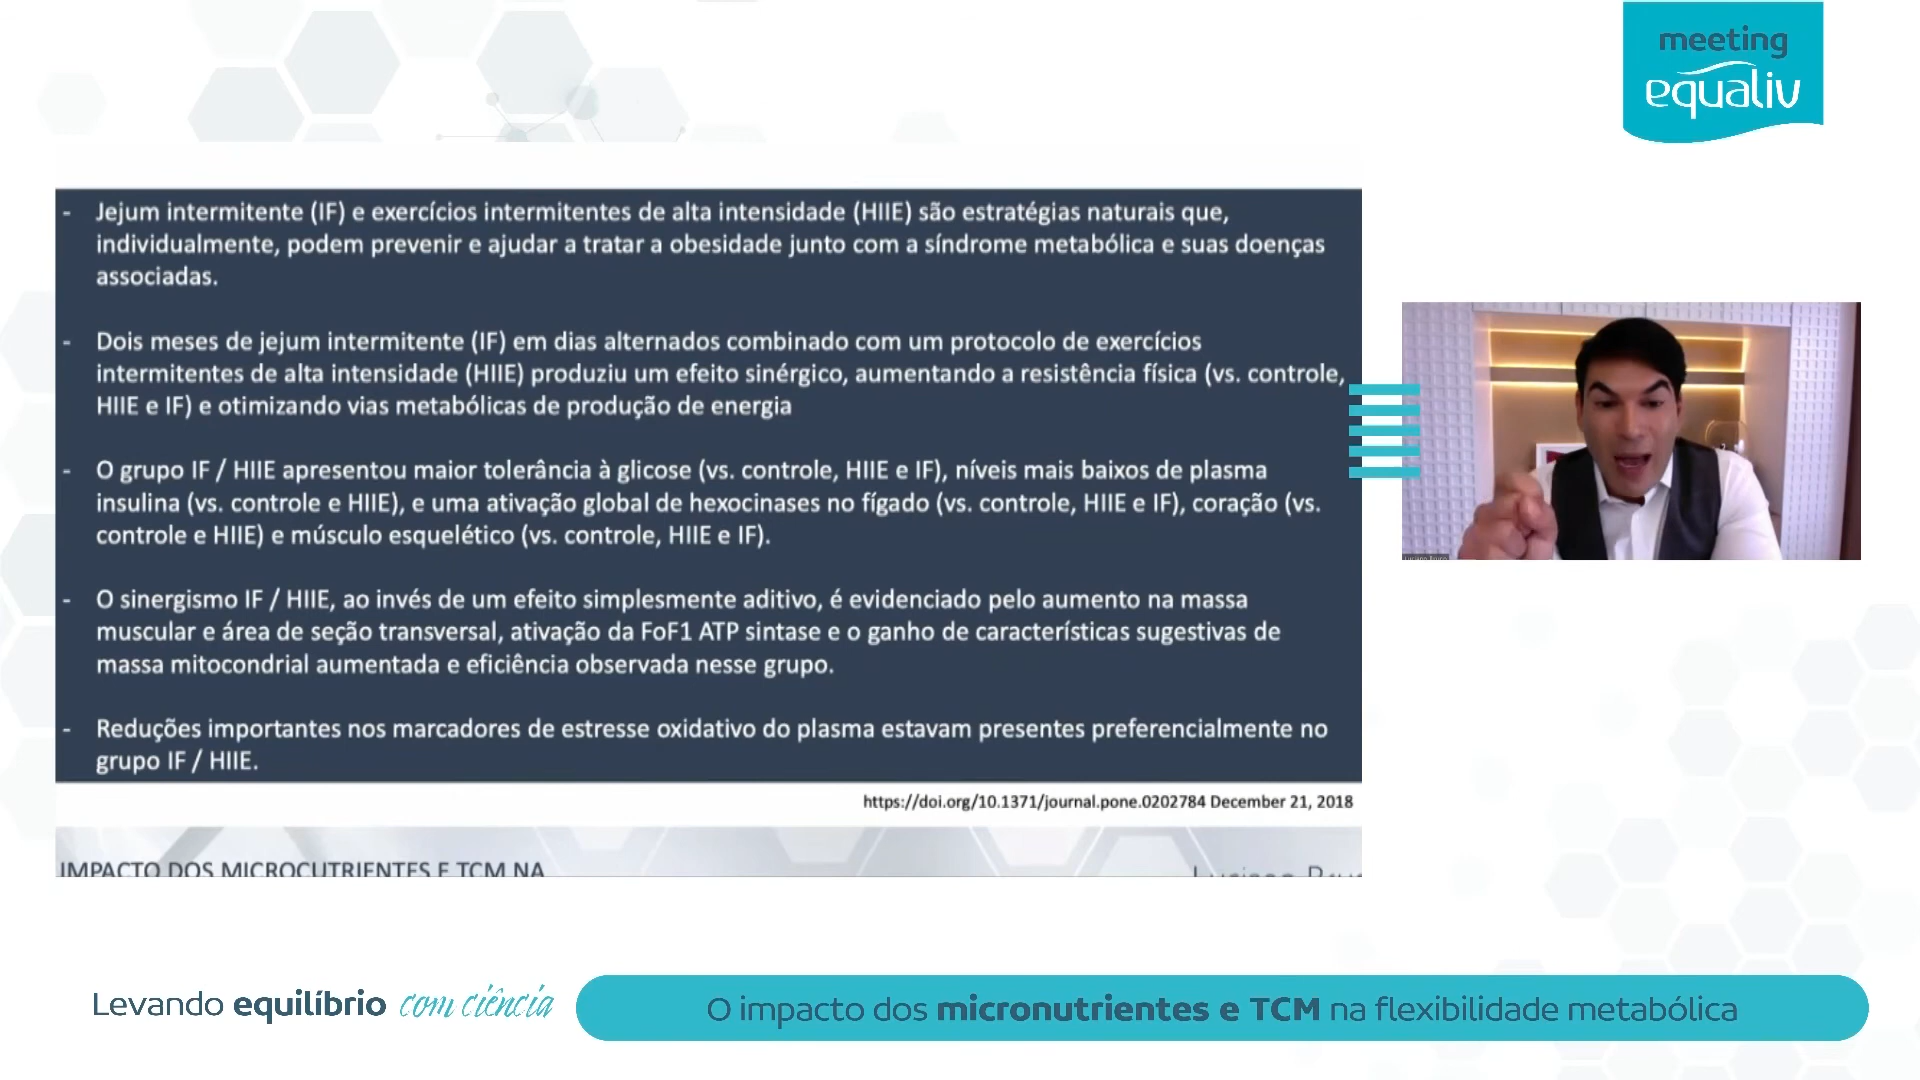 meeting
equaliv
- Jejum intermitente (IF) e exercícios intermitentes de alta intensidade (HIIE) são estratégias naturais que,
individualmente, podem prevenir e ajudar a tratar a obesidade junto com a síndrome metabólica e suas doenças
associadas.
- Dois meses de jejum intermitente (IF) em dias alternados combinado com um protocolo de exercícios
intermitentes de alta intensidade (HIIE) produziu um efeito sinérgico, aumentando a resistência física (vs. controle,
HIIE e IF) e otimizando vias metabólicas de produção de energia
- O grupo IF / HIIE apresentou maior tolerância à glicose (vs. controle, HIIE e IF), níveis mais baixos de plasma
insulina (vs. controle e HIIE), e uma ativação global de hexocinases no fígado (vs. controle, HIIE e IF), coração (vs.
controle e HIIE) e músculo esquelético (vs. controle, HIIE e IF).
- O sinergismo IF / HIIE, ao invés de um efeito simplesmente aditivo, é evidenciado pelo aumento na massa
muscular e área de seção transversal, ativação da FoF1 ATP sintase e o ganho de características sugestivas de
massa mitocondrial aumentada e eficiência observada nesse grupo.
- Reduções importantes nos marcadores de estresse oxidativo do plasma estavam presentes preferencialmente no
grupo IF / HIIE.
https://doi.org/10.1371/journal.pone.0202784 December 21, 2018
IMPACTO DOS MICROCUTRIENTES E TCM NA
Luciano
Levando equilíbrio com ciência
O impacto dos micronutrientes e TCM na flexibilidade metabólica